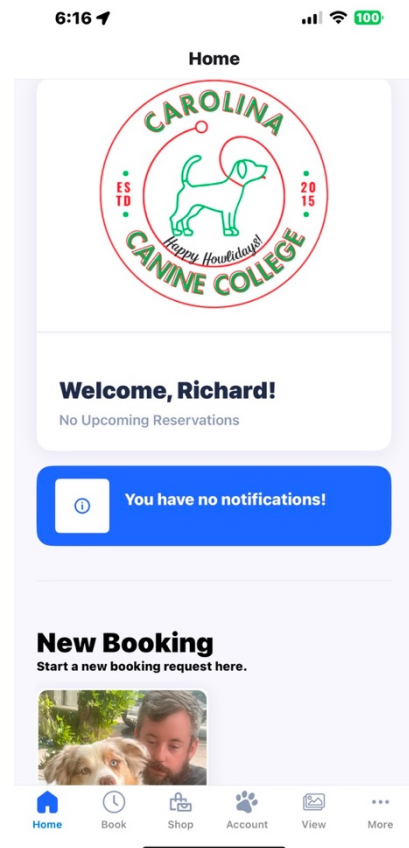 6:16
100
Home
CAROLINA
ES
TD
20
15
Happy Howlidays!
CANINE COLLEGE
Welcome, Richard!
No Upcoming Reservations
You have no notifications!
New Booking
Start a new booking request here.
Home Book Shop Account View More